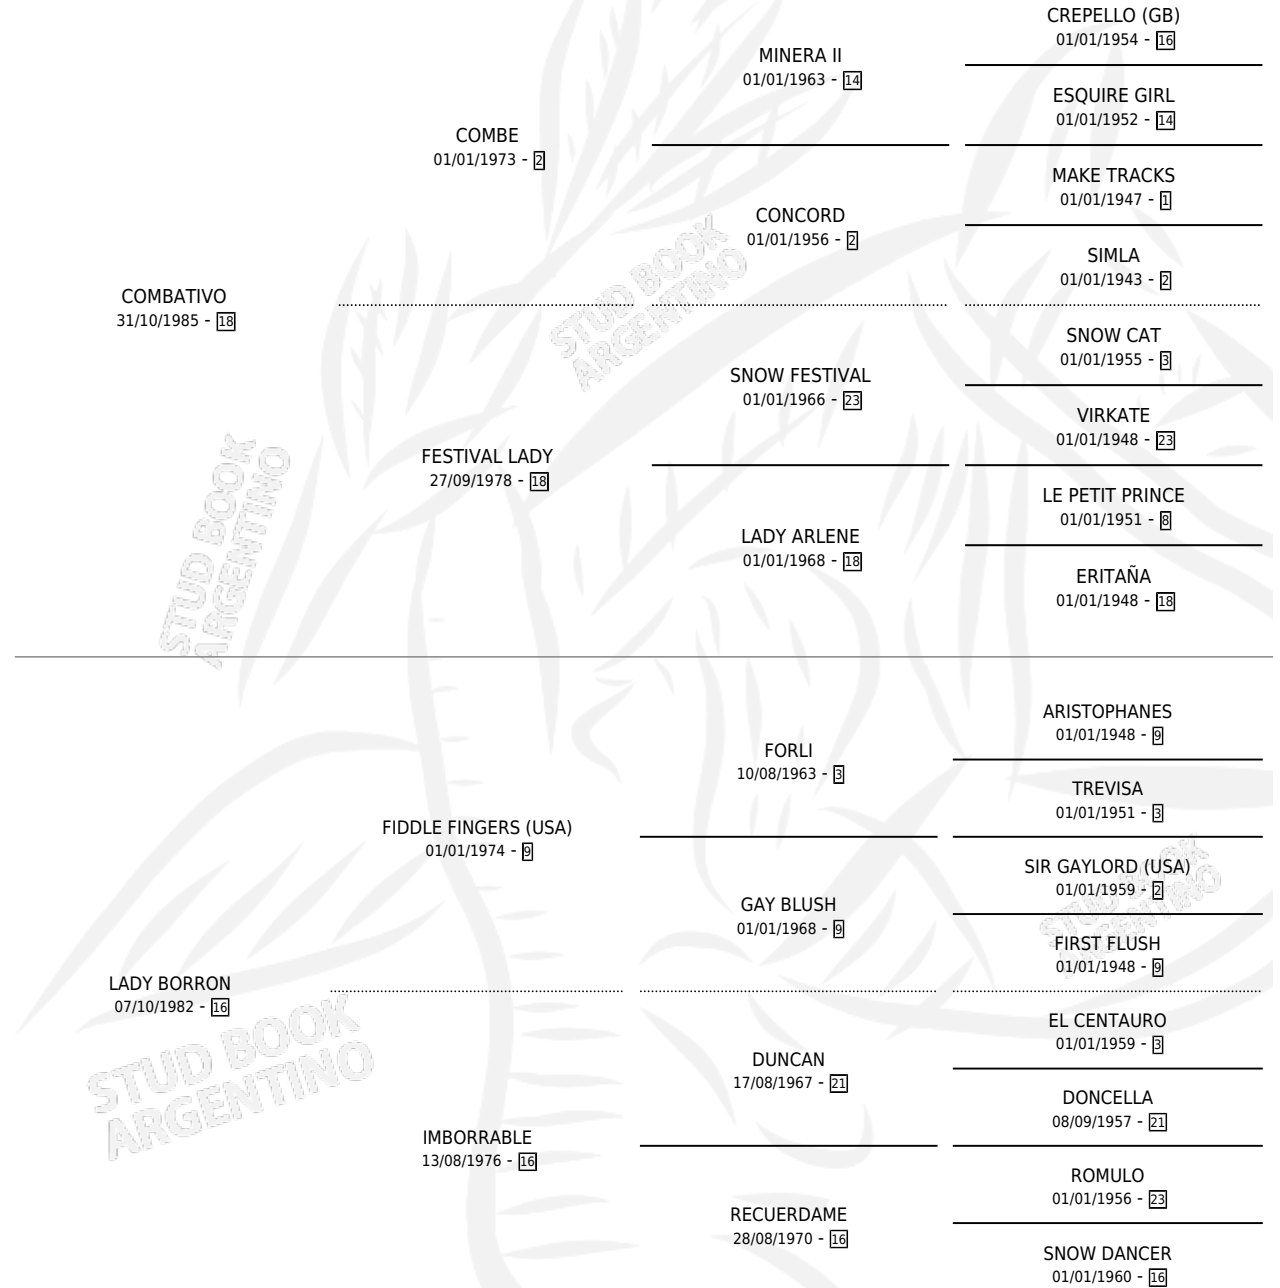 CREPELLO (GB)
01/01/1954 - 16
MINERA II
01/01/1963 - 14
ESQUIRE GIRL
01/01/1952 - 14
COMBE
01/01/1973 - 2
MAKE TRACKS
01/01/1947 - 1
CONCORD
01/01/1956 - 2
SIMLA
01/01/1943 - 2
COMBATIVO
31/10/1985 - 18
SNOW CAT
01/01/1955 - 3
SNOW FESTIVAL
01/01/1966 - 23
VIRKATE
01/01/1948 - 23
FESTIVAL LADY
27/09/1978 - 18
LE PETIT PRINCE
01/01/1951 - 8
LADY ARLENE
01/01/1968 - 18
ERITAÑA
01/01/1948 - 18
STUD BOOK
ARGENTINO
STUD BOOK
ARGENTINO
ARISTOPHANES
01/01/1948 - 9
FORLI
10/08/1963 - 3
TREVISA
01/01/1951 - 3
FIDDLE FINGERS (USA)
01/01/1974 - 9
SIR GAYLORD (USA)
01/01/1959 - 2
GAY BLUSH
01/01/1968 - 9
FIRST FLUSH
01/01/1948 - 9
LADY BORRON
07/10/1982 - 16
EL CENTAURO
01/01/1959 - 3
DUNCAN
17/08/1967 - 21
DONCELLA
08/09/1957 - 21
IMBORRABLE
13/08/1976 - 16
ROMULO
01/01/1956 - 23
RECUERDAME
28/08/1970 - 16
SNOW DANCER
01/01/1960 - 16
STUD BOOK
ARGENTINO
STUD BOOK
ARGENTINO